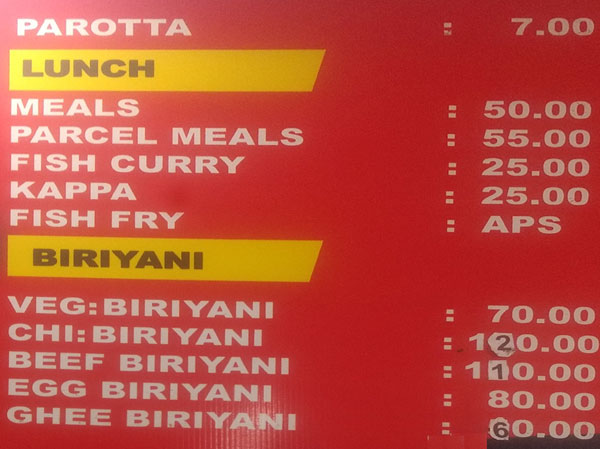 PAROTTA : 7.00
LUNCH
MEALS : 50.00
PARCEL MEALS : 55.00
FISH CURRY : 25.00
KAPPA : 25.00
FISH FRY : APS
BIRIYANI
VEG:BIRIYANI : 70.00
CHI:BIRIYANI : 120.00
BEEF BIRIYANI : 110.00
EGG BIRIYANI : 80.00
GHEE BIRIYANI : 60.00